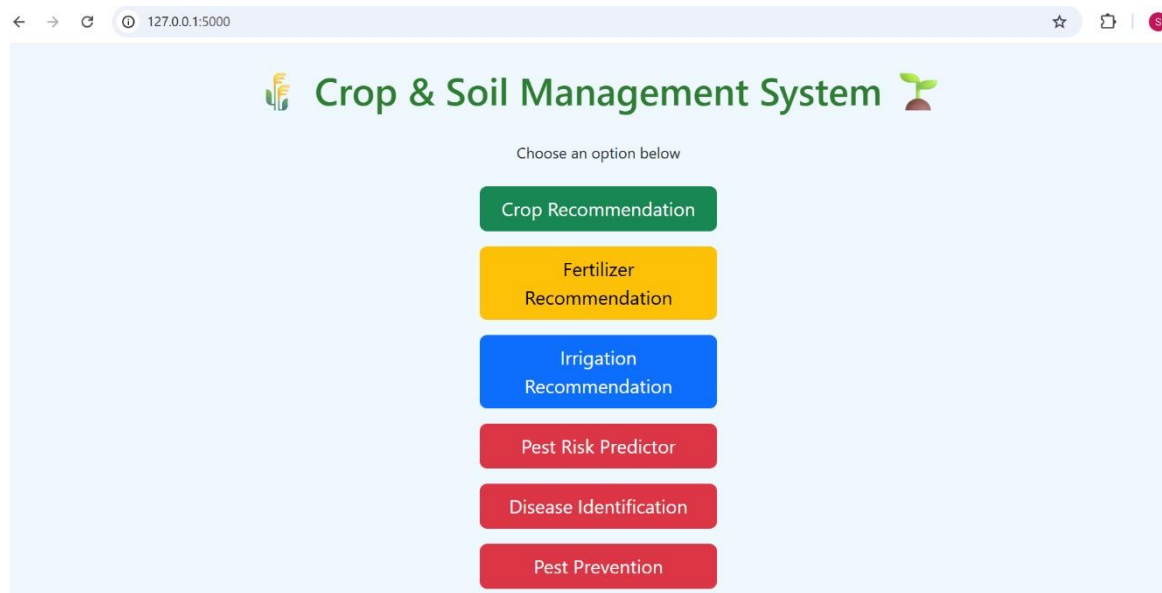 127.0.0.1:5000
S
Crop & Soil Management System
Choose an option below
Crop Recommendation
Fertilizer
Recommendation
Irrigation
Recommendation
Pest Risk Predictor
Disease Identification
Pest Prevention